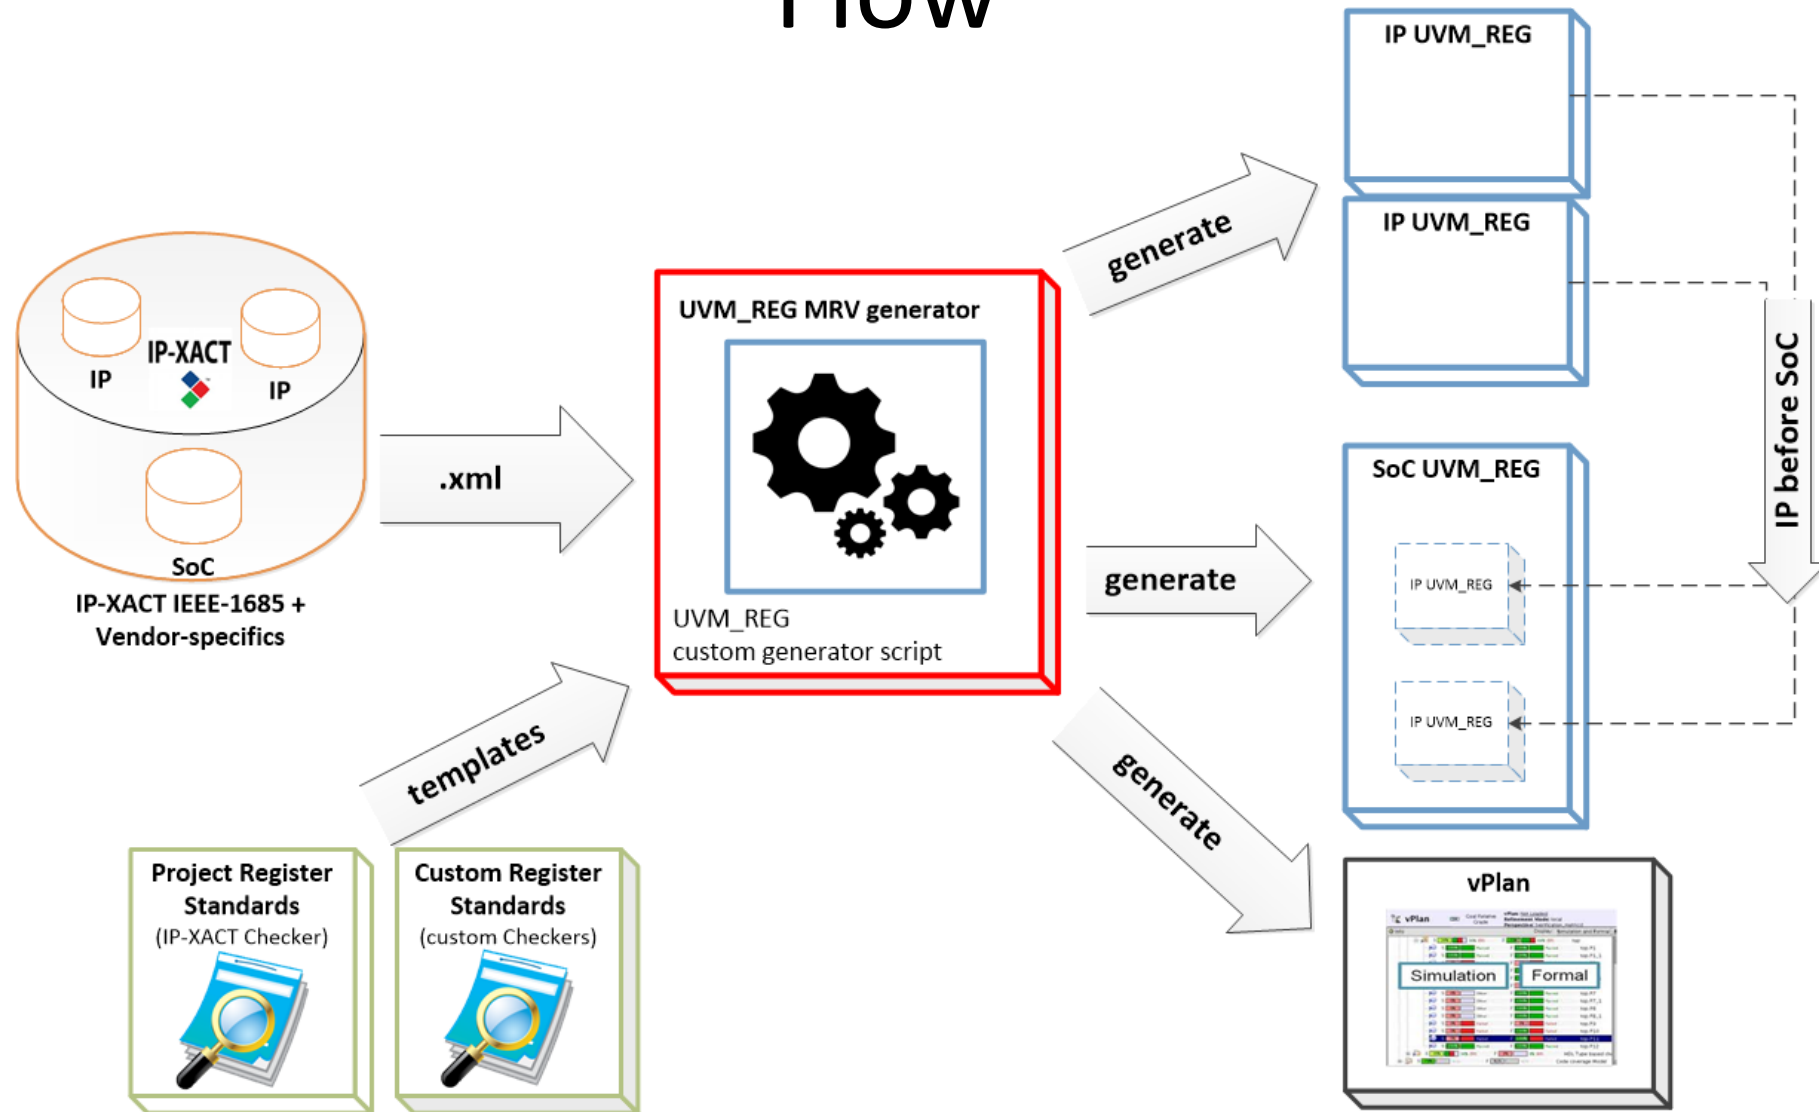 Flow
IP UVM_REG
IP UVM_REG
generate
UVM_REG MRV generator
IP-XACT
IP
IP
SoC
.xml
IP-XACT IEEE-1685 +
Vendor-specifics
UVM_REG
custom generator script
generate
IP before SoC
SoC UVM_REG
IP UVM_REG
IP UVM_REG
templates
generate
Project Register
Standards
(IP-XACT Checker)
Custom Register
Standards
(custom Checkers)
vPlan
vPlan
Simulation
Formal